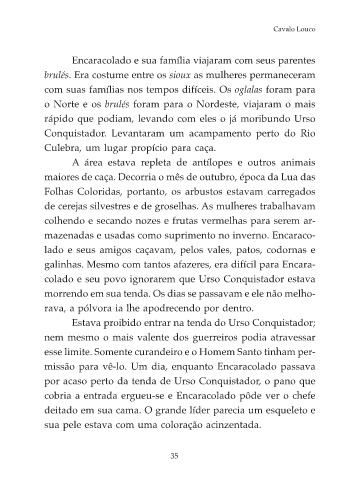 Cavalo Louco
Encaracolado e sua família viajaram com seus parentes
brulés. Era costume entre os sioux as mulheres permaneceram
com suas famílias nos tempos difíceis. Os oglalas foram para
o Norte e os brulés foram para o Nordeste, viajaram o mais
rápido que podiam, levando com eles o já moribundo Urso
Conquistador. Levantaram um acampamento perto do Rio
Culebra, um lugar propício para caça.
A área estava repleta de antílopes e outros animais
maiores de caça. Decorria o mês de outubro, época da Lua das
Folhas Coloridas, portanto, os arbustos estavam carregados
de cerejas silvestres e de groselhas. As mulheres trabalhavam
colhendo e secando nozes e frutas vermelhas para serem ar-
mazenadas e usadas como suprimento no inverno. Encaraco-
lado e seus amigos caçavam, pelos vales, patos, codornas e
galinhas. Mesmo com tantos afazeres, era difícil para Encara-
colado e seu povo ignorarem que Urso Conquistador estava
morrendo em sua tenda. Os dias se passavam e ele não melho-
rava, a pólvora ia lhe apodrecendo por dentro.
Estava proibido entrar na tenda do Urso Conquistador;
nem mesmo o mais valente dos guerreiros podia atravessar
esse limite. Somente curandeiro e o Homem Santo tinham per-
missão para vê-lo. Um dia, enquanto Encaracolado passava
por acaso perto da tenda de Urso Conquistador, o pano que
cobria a entrada ergueu-se e Encaracolado pôde ver o chefe
deitado em sua cama. O grande líder parecia um esqueleto e
sua pele estava com uma coloração acinzentada.
35